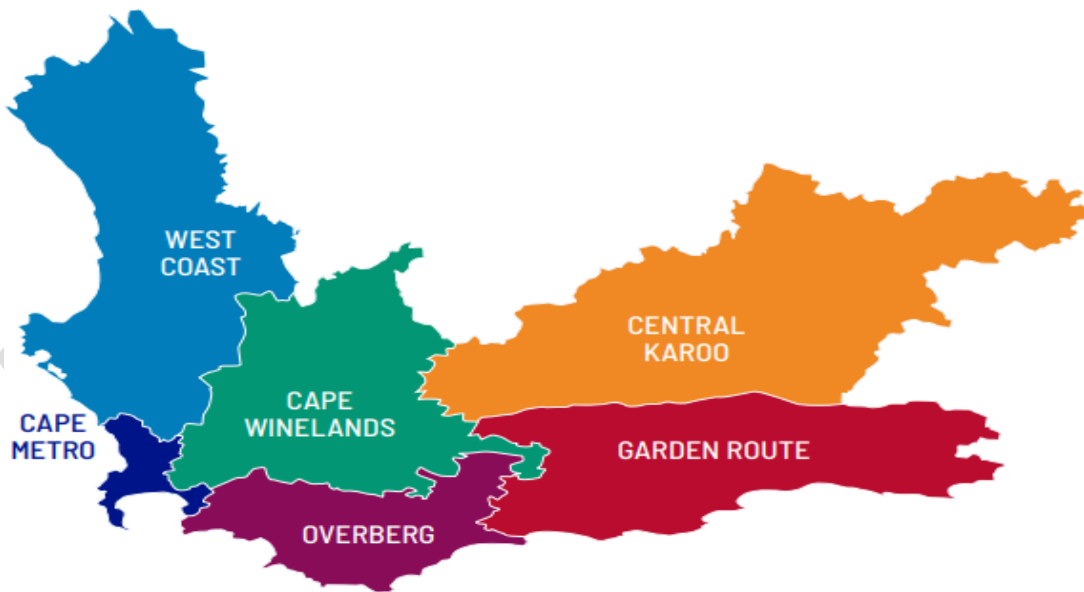 WEST
COAST
CENTRAL
KAROO
CAPE
WINELANDS
CAPE
METRO
GARDEN ROUTE
OVERBERG